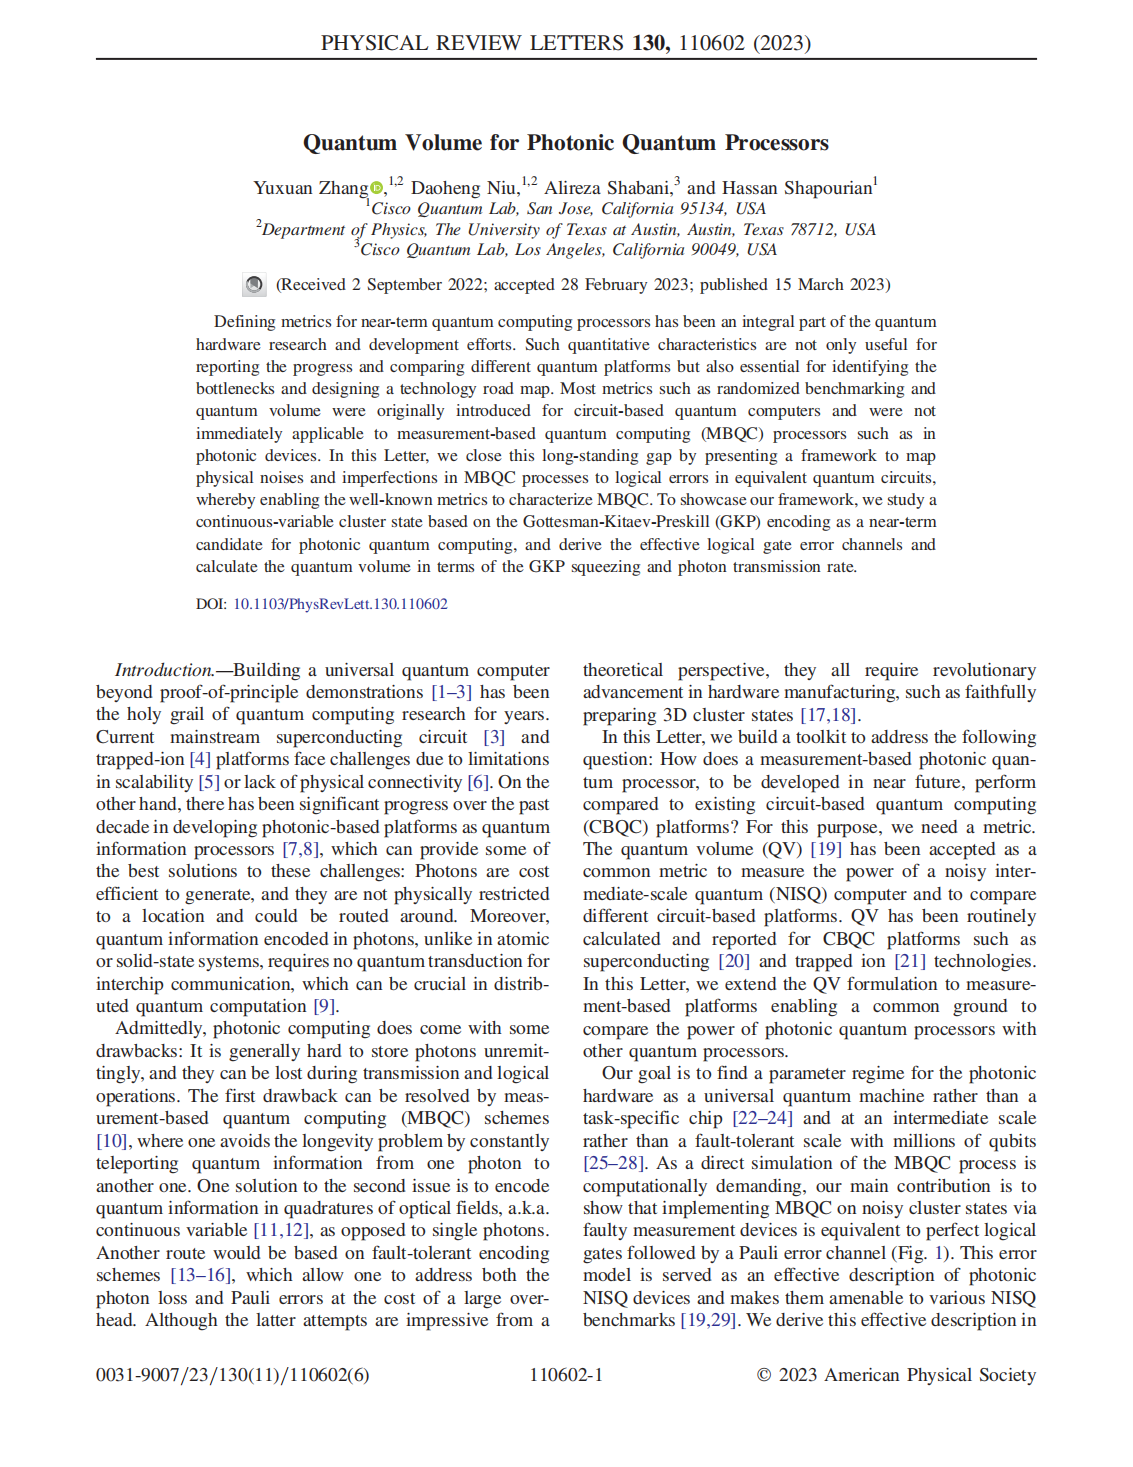 PHYSICAL REVIEW LETTERS 130, 110602 (2023)
Quantum Volume for Photonic Quantum Processors
Yuxuan Zhang,1,2 Daoheng Niu,1,2 Alireza Shabani,3 and Hassan Shapourian1
1Cisco Quantum Lab, San Jose, California 95134, USA
2Department of Physics, The University of Texas at Austin, Austin, Texas 78712, USA
3Cisco Quantum Lab, Los Angeles, California 90049, USA
(Received 2 September 2022; accepted 28 February 2023; published 15 March 2023)
Defining metrics for near-term quantum computing processors has been an integral part of the quantum
hardware research and development efforts. Such quantitative characteristics are not only useful for
reporting the progress and comparing different quantum platforms but also essential for identifying the
bottlenecks and designing a technology road map. Most metrics such as randomized benchmarking and
quantum volume were originally introduced for circuit-based quantum computers and were not
immediately applicable to measurement-based quantum computing (MBQC) processors such as in
photonic devices. In this Letter, we close this long-standing gap by presenting a framework to map
physical noises and imperfections in MBQC processes to logical errors in equivalent quantum circuits,
whereby enabling the well-known metrics to characterize MBQC. To showcase our framework, we study a
continuous-variable cluster state based on the Gottesman-Kitaev-Preskill (GKP) encoding as a near-term
candidate for photonic quantum computing, and derive the effective logical gate error channels and
calculate the quantum volume in terms of the GKP squeezing and photon transmission rate.
DOI: 10.1103/PhysRevLett.130.110602
Introduction.—Building a universal quantum computer
beyond proof-of-principle demonstrations [1–3] has been
the holy grail of quantum computing research for years.
Current mainstream superconducting circuit [3] and
trapped-ion [4] platforms face challenges due to limitations
in scalability [5] or lack of physical connectivity [6]. On the
other hand, there has been significant progress over the past
decade in developing photonic-based platforms as quantum
information processors [7,8], which can provide some of
the best solutions to these challenges: Photons are cost
efficient to generate, and they are not physically restricted
to a location and could be routed around. Moreover,
quantum information encoded in photons, unlike in atomic
or solid-state systems, requires no quantum transduction for
interchip communication, which can be crucial in distrib-
uted quantum computation [9].
Admittedly, photonic computing does come with some
drawbacks: It is generally hard to store photons unremit-
tingly, and they can be lost during transmission and logical
operations. The first drawback can be resolved by meas-
urement-based quantum computing (MBQC) schemes
[10], where one avoids the longevity problem by constantly
teleporting quantum information from one photon to
another one. One solution to the second issue is to encode
quantum information in quadratures of optical fields, a.k.a.
continuous variable [11,12], as opposed to single photons.
Another route would be based on fault-tolerant encoding
schemes [13–16], which allow one to address both the
photon loss and Pauli errors at the cost of a large over-
head. Although the latter attempts are impressive from a
theoretical perspective, they all require revolutionary
advancement in hardware manufacturing, such as faithfully
preparing 3D cluster states [17,18].
In this Letter, we build a toolkit to address the following
question: How does a measurement-based photonic quan-
tum processor, to be developed in near future, perform
compared to existing circuit-based quantum computing
(CBQC) platforms? For this purpose, we need a metric.
The quantum volume (QV) [19] has been accepted as a
common metric to measure the power of a noisy inter-
mediate-scale quantum (NISQ) computer and to compare
different circuit-based platforms. QV has been routinely
calculated and reported for CBQC platforms such as
superconducting [20] and trapped ion [21] technologies.
In this Letter, we extend the QV formulation to measure-
ment-based platforms enabling a common ground to
compare the power of photonic quantum processors with
other quantum processors.
Our goal is to find a parameter regime for the photonic
hardware as a universal quantum machine rather than a
task-specific chip [22–24] and at an intermediate scale
rather than a fault-tolerant scale with millions of qubits
[25–28]. As a direct simulation of the MBQC process is
computationally demanding, our main contribution is to
show that implementing MBQC on noisy cluster states via
faulty measurement devices is equivalent to perfect logical
gates followed by a Pauli error channel (Fig. 1). This error
model is served as an effective description of photonic
NISQ devices and makes them amenable to various NISQ
benchmarks [19,29]. We derive this effective description in
0031-9007/23/130(11)/110602(6)
110602-1
© 2023 American Physical Society